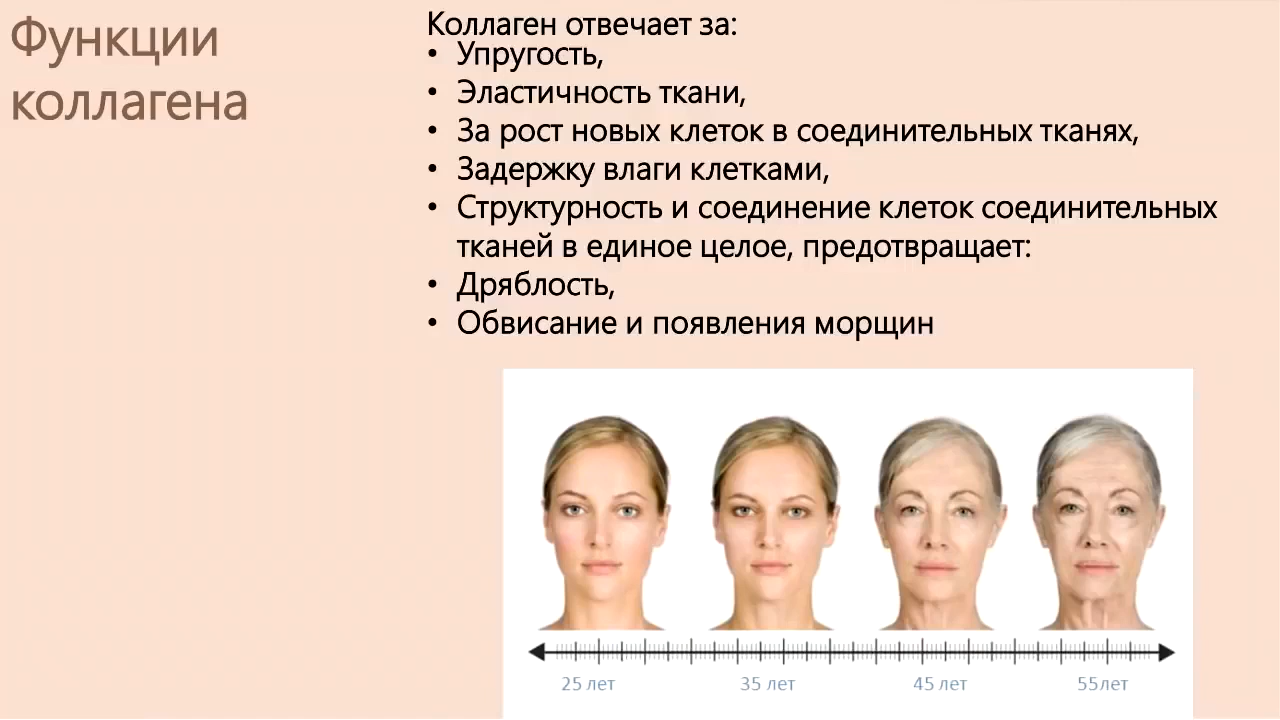 Функции
коллагена
Коллаген отвечает за:
• Упругость,
• Эластичность ткани,
• За рост новых клеток в соединительных тканях,
• Задержку влаги клетками,
• Структурность и соединение клеток соединительных
тканей в единое целое, предотвращает:
• Дряблость,
• Обвисание и появления морщин
25 лет
35 лет
45 лет
55лет